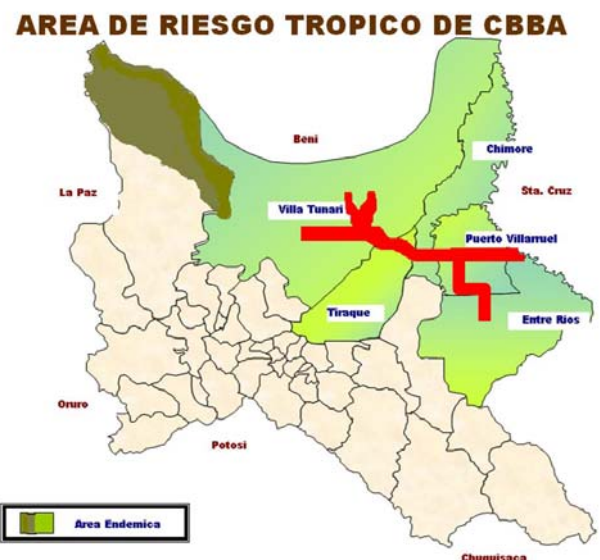 AREA DE RIESGO TROPICO DE CBBA
Beni
Chimore
La Paz
Sta. Cruz
Villa Tunari
Puerto Villarruel
Tiraque
Entre Rios
Oruro
Potosi
Area Endemica
Chuquisaca